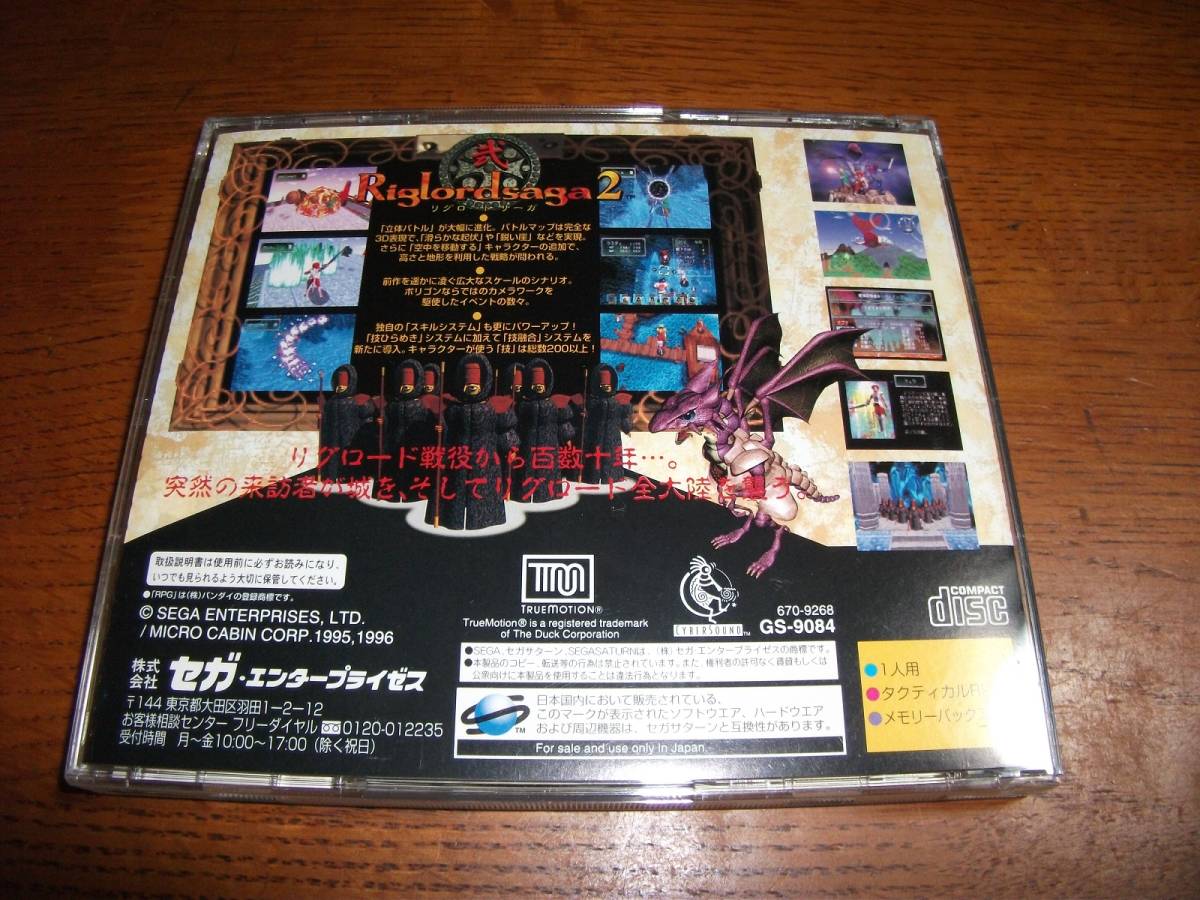 弐
Riglordsaga2
「立体バトル」が大幅に進化。バトルマップは完全な
3D表現で、「滑らかな起伏」や「鋭い崖」などを実現。
さらに「空中を移動する」キャラクターの追加で、
高さと地形を利用した戦略が問われる。
前作を遥かに凌ぐ広大なスケールのシナリオ。
ポリゴンならではのカメラワークを
駆使したイベントの数々。
独自の「スキルシステム」も更にパワーアップ!
「技ひらめき」システムに加えて「技融合」システムを
新たに導入。キャラクターが使う「技」は総数200以上!
リグロード戦役から百数十年…。
突然の来訪者が城を、そしてリグロード全大陸を襲う。
取扱説明書は使用前に必ずお読みになり、
いつでも見られるよう大切に保管してください。
●「RPG」は(株)バンダイの登録商標です。
© SEGA ENTERPRISES, LTD.
/ MICRO CABIN CORP. 1995, 1996
株式会社 セガ・エンタープライゼス
〒144 東京都大田区羽田1-2-12
お客様相談センター フリーダイヤル 0120-012235
受付時間 月〜金10:00〜17:00(除く祝日)
TM
TRUEMOTION®
TrueMotion® is a registered trademark
of The Duck Corporation
CYBERSOUND™
670-9268
GS-9084
COMPACT
disc
●SEGA、セガサターン、SEGASATURNは、(株)セガ・エンタープライゼスの商標です。
●本製品のコピー、転送等の行為は禁止されています。また、権利者の許可なく賃貸もしくは
公衆向けに本製品を使用することは違法行為となります。
日本国内において販売されている、
このマークが表示されたソフトウエア、ハードウエア
および周辺機器は、セガサターンと互換性があります。
TM
For sale and use only in Japan.
●1人用
●タクティカルR
●メモリーバック